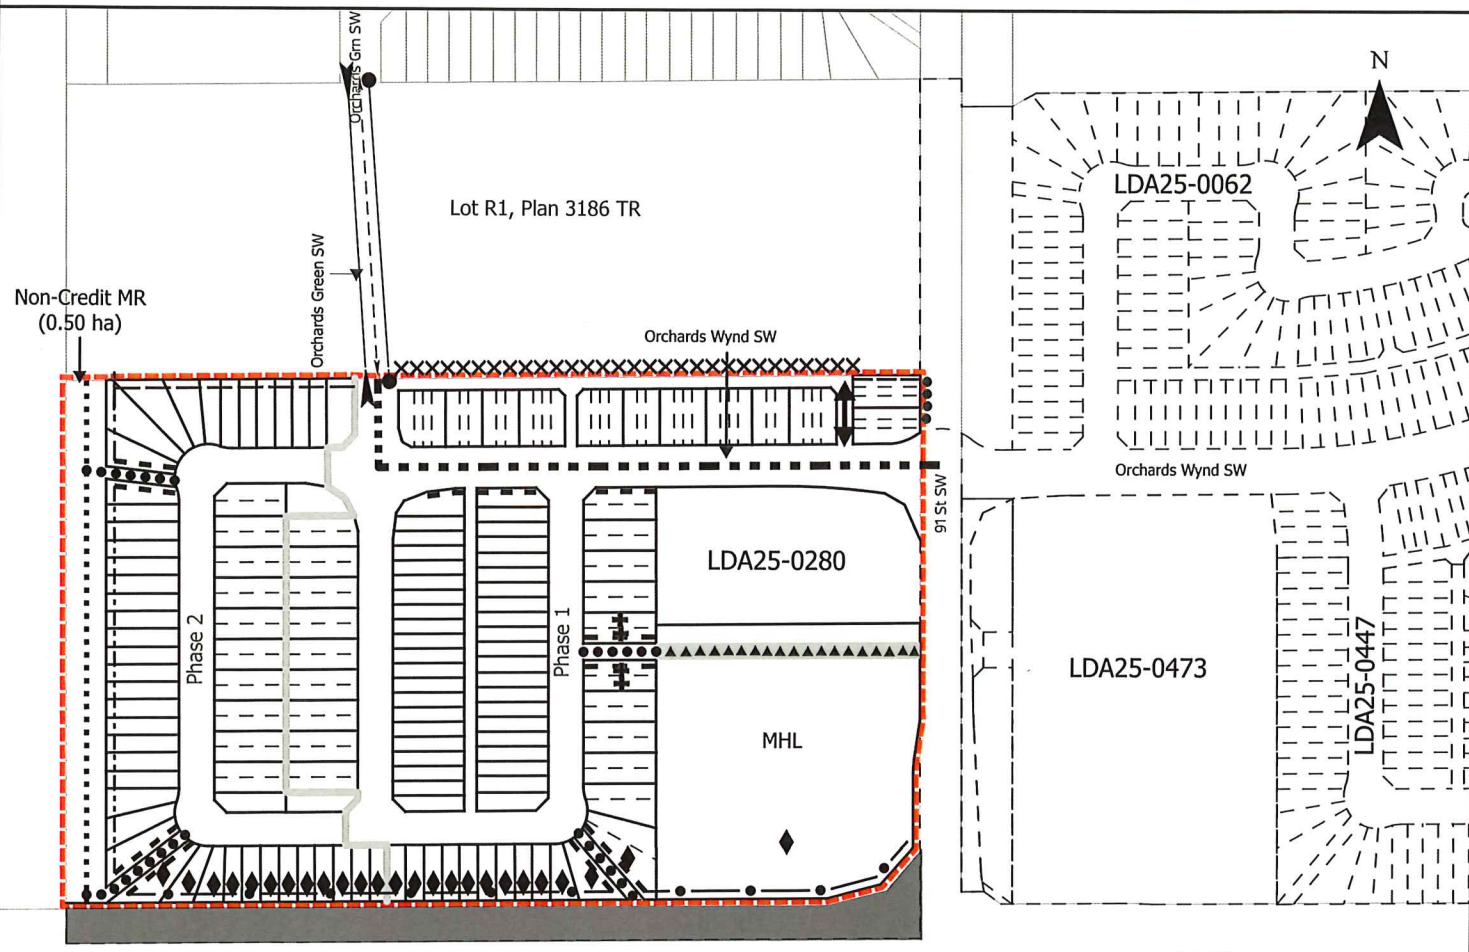 Orchards Grn SW
N
LDA25-0062
Lot R1, Plan 3186 TR
Orchards Green SW
Non-Credit MR
(0.50 ha)
Orchards Wynd SW
Orchards Wynd SW
91 St SW
LDA25-0280
Phase 2
Phase 1
LDA25-0473
LDA25-0447
MHL